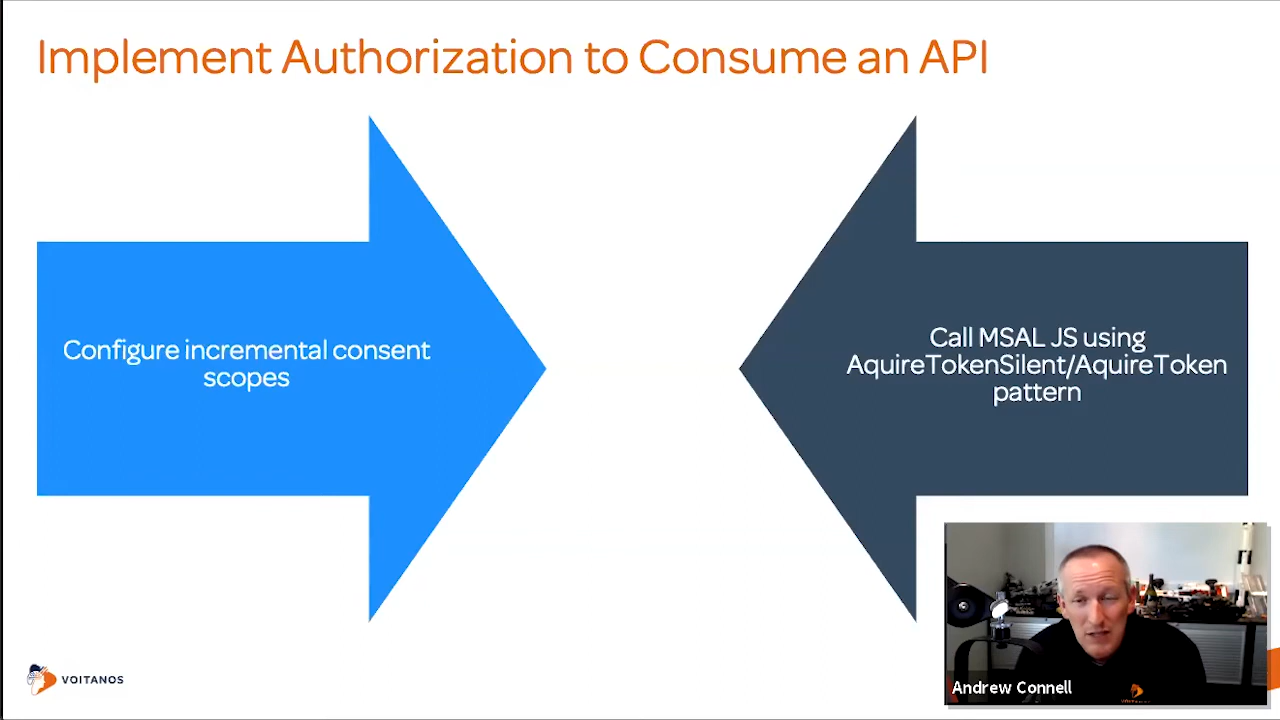 Implement Authorization to Consume an API
Configure incremental consent
scopes
Call MSAL JS using
AquireTokenSilent/AquireToken
pattern
VOITANOS
Andrew Connell